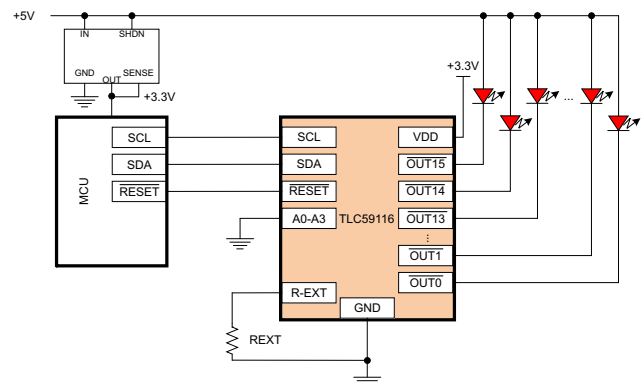 +5V
IN SHDN
GND OUT SENSE
+3.3V
+3.3V
MCU
SCL
SDA
RESET
SCL
SDA
RESET
A0-A3
R-EXT
TLC59116
GND
VDD
OUT15
OUT14
OUT13
...
OUT1
OUT0
...
REXT